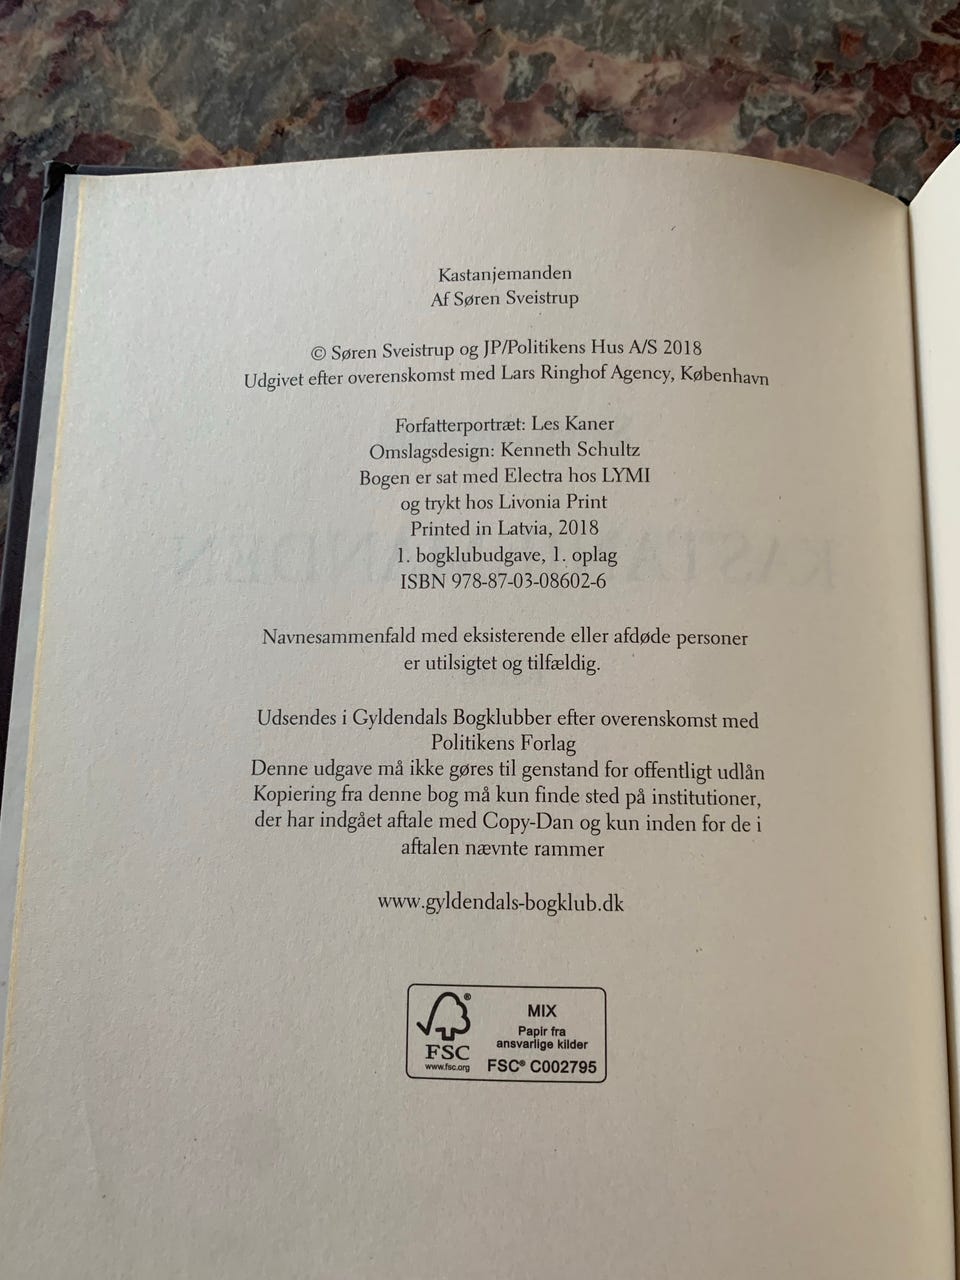 Kastanjemanden
Af Søren Sveistrup
© Søren Sveistrup og JP/Politikens Hus A/S 2018
Udgivet efter overenskomst med Lars Ringhof Agency, København
Forfatterportræt: Les Kaner
Omslagsdesign: Kenneth Schultz
Bogen er sat med Electra hos LYMI
og trykt hos Livonia Print
Printed in Latvia, 2018
1. bogklubudgave, 1. oplag
ISBN 978-87-03-08602-6
Navnesammenfald med eksisterende eller afdøde personer
er utilsigtet og tilfældig.
Udsendes i Gyldendals Bogklubber efter overenskomst med
Politikens Forlag
Denne udgave må ikke gøres til genstand for offentligt udlån
Kopiering fra denne bog må kun finde sted på institutioner,
der har indgået aftale med Copy-Dan og kun inden for de i
aftalen nævnte rammer
www.gyldendals-bogklub.dk
®
FSC
www.fsc.org
MIX
Papir fra
ansvarlige kilder
FSC® C002795